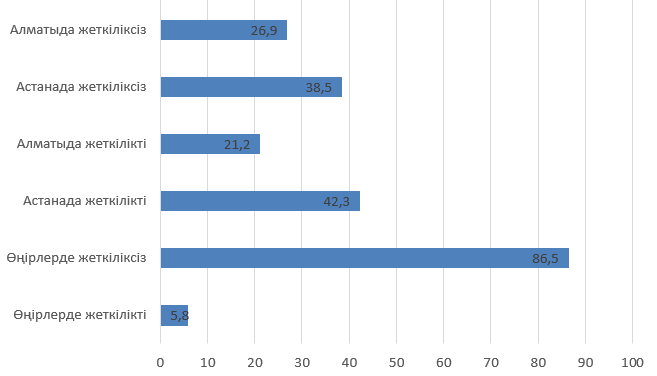 Алматыда жеткіліксіз
26,9
Астанада жеткіліксіз
38,5
Алматыда жеткілікті
21,2
Астанада жеткілікті
42,3
Өңірлерде жеткіліксіз
86,5
Өңірлерде жеткілікті
5,8
0 10 20 30 40 50 60 70 80 90 100